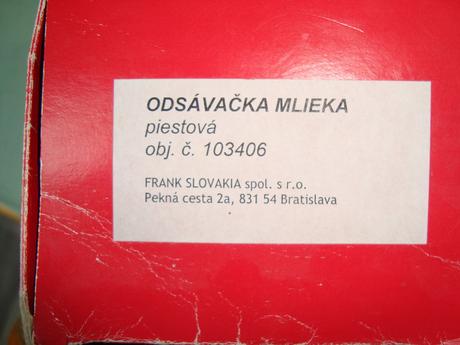 ODSÁVAČKA MLIEKA
piestová
obj. č. 103406
FRANK SLOVAKIA spol. s r.o.
Pekná cesta 2a, 831 54 Bratislava